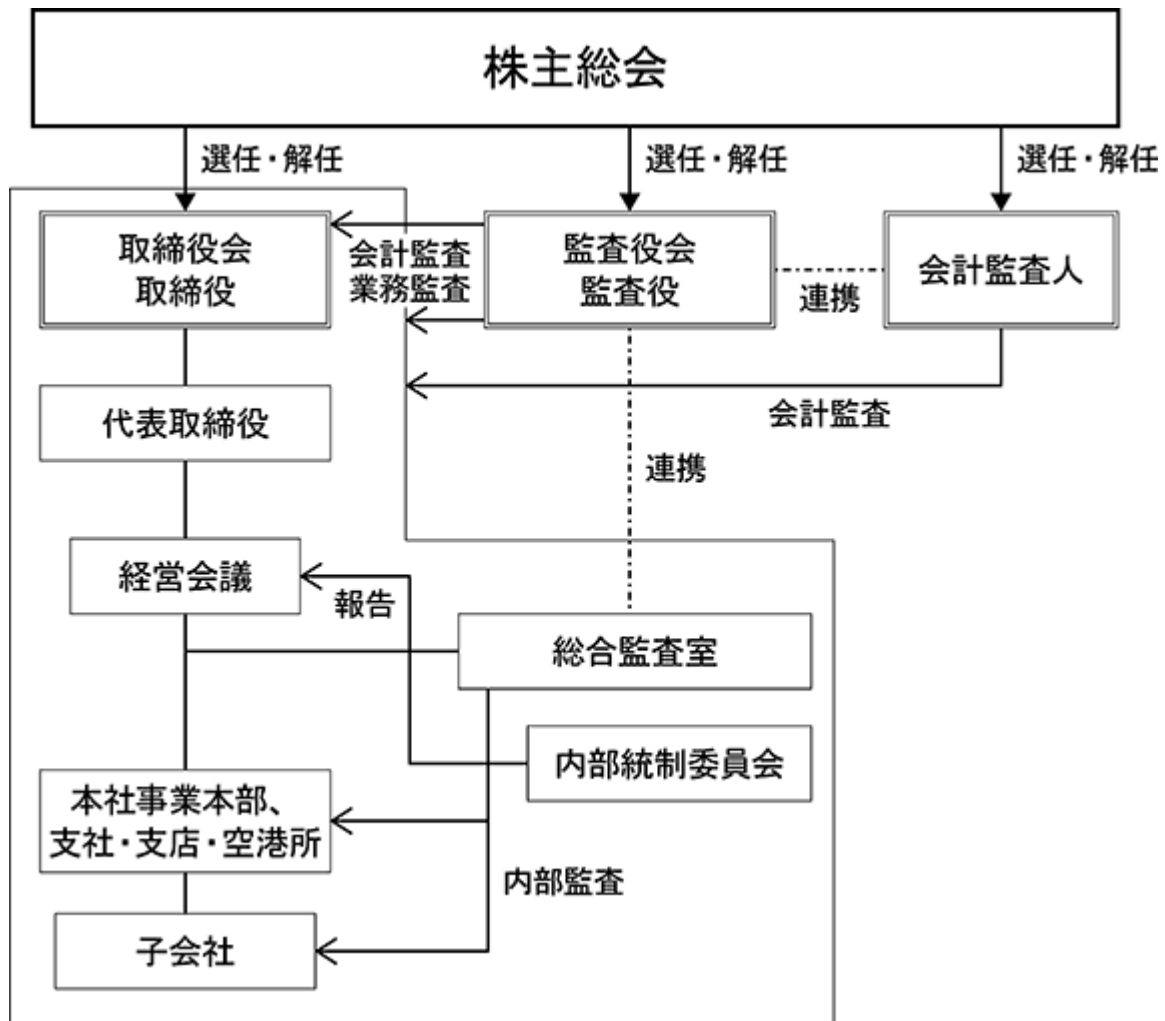 株主総会
選任・解任
選任・解任
選任・解任
取締役会
取締役
会計監査
業務監査
監査役会
監査役
連携
会計監査人
代表取締役
会計監査
連携
経営会議
報告
総合監査室
内部統制委員会
本社事業本部、
支社・支店・空港所
内部監査
子会社